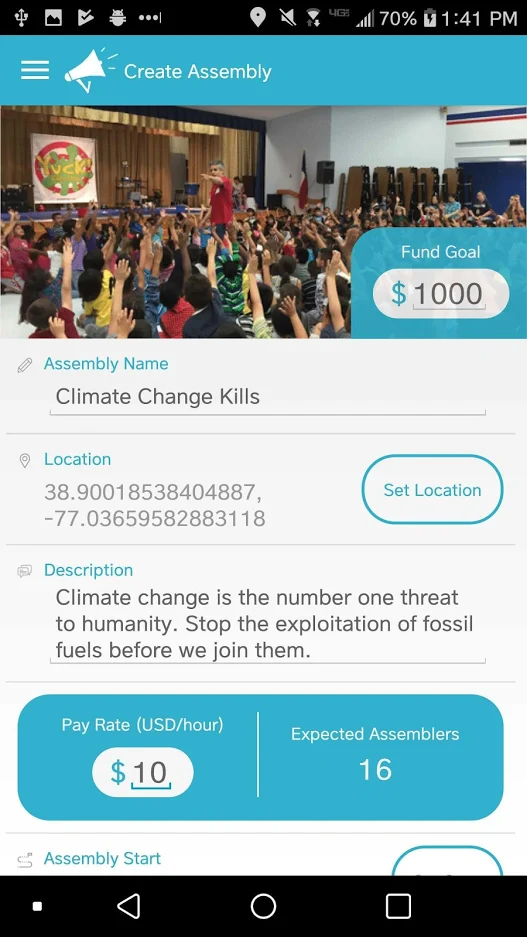 70% 1:41 PM
Create Assembly
YUCK
Fund Goal
$ 1000
Assembly Name
Climate Change Kills
Location
38.90018538404887,
-77.03659582883118
Set Location
Description
Climate change is the number one threat
to humanity. Stop the exploitation of fossil
fuels before we join them.
Pay Rate (USD/hour)
Expected Assemblers
$ 10
16
Assembly Start